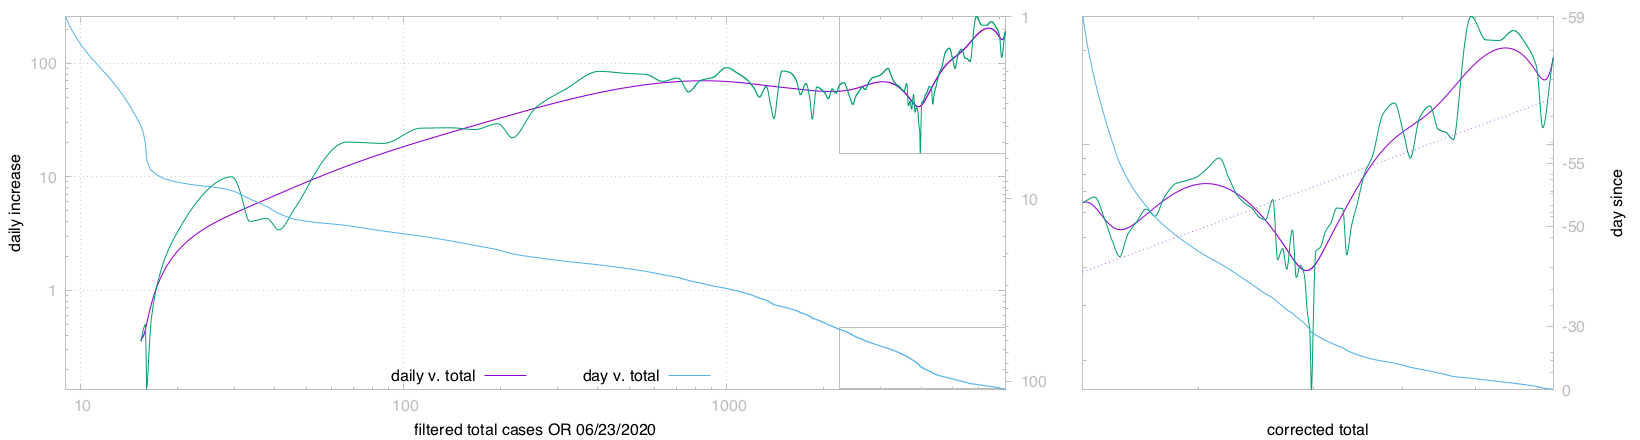 daily increase
100
10
1
10
100
1000
filtered total cases OR 06/23/2020
daily v. total
day v. total
1
10
100
corrected total
-59
-55
-50
-30
0
day since